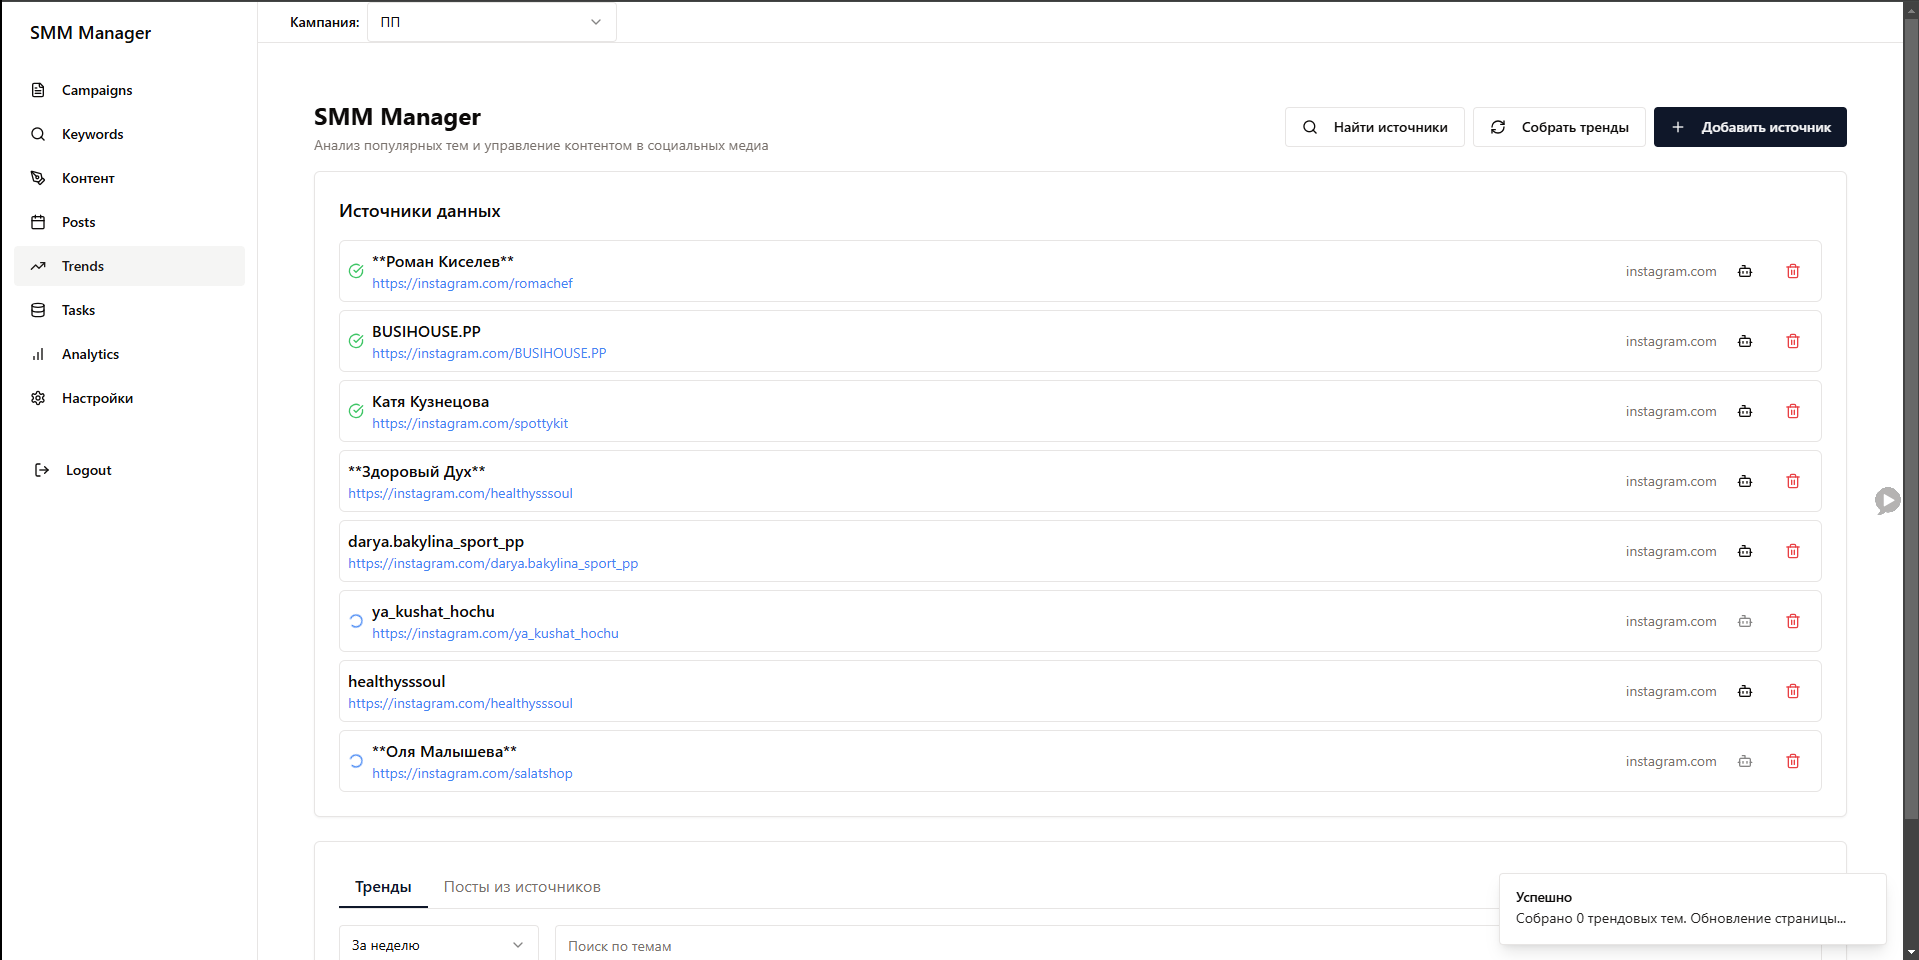 SMM Manager
Campaigns
Keywords
Контент
Posts
Trends
Tasks
Analytics
Настройки
Logout
Кампания:
ПП
SMM Manager
Анализ популярных тем и управление контентом в социальных медиа
Найти источники
Собрать тренды
Добавить источник
Источники данных
**Роман Киселев**
https://instagram.com/romachef
instagram.com
BUSIHOUSE.PP
https://instagram.com/BUSIHOUSE.PP
instagram.com
Катя Кузнецова
https://instagram.com/spottykit
instagram.com
**Здоровый Дух**
https://instagram.com/healthysssoul
instagram.com
darya.bakylina_sport_pp
https://instagram.com/darya.bakylina_sport_pp
instagram.com
ya_kushat_hochu
https://instagram.com/ya_kushat_hochu
instagram.com
healthysssoul
https://instagram.com/healthysssoul
instagram.com
**Оля Малышева**
https://instagram.com/salatshop
instagram.com
Тренды
Посты из источников
За неделю
Поиск по темам
Успешно
Собрано 0 трендовых тем. Обновление страницы...